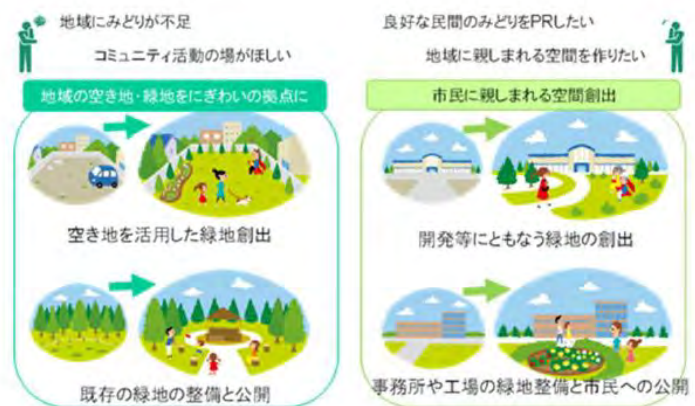 地域にみどりが不足
コミュニティ活動の場がほしい
地域の空き地・緑地をにぎわいの拠点に
空き地を活用した緑地創出
既存の緑地の整備と公開
良好な民間のみどりをPRしたい
地域に親しまれる空間を作りたい
市民に親しまれる空間創出
開発等にともなう緑地の創出
事務所や工場の緑地整備と市民への公開